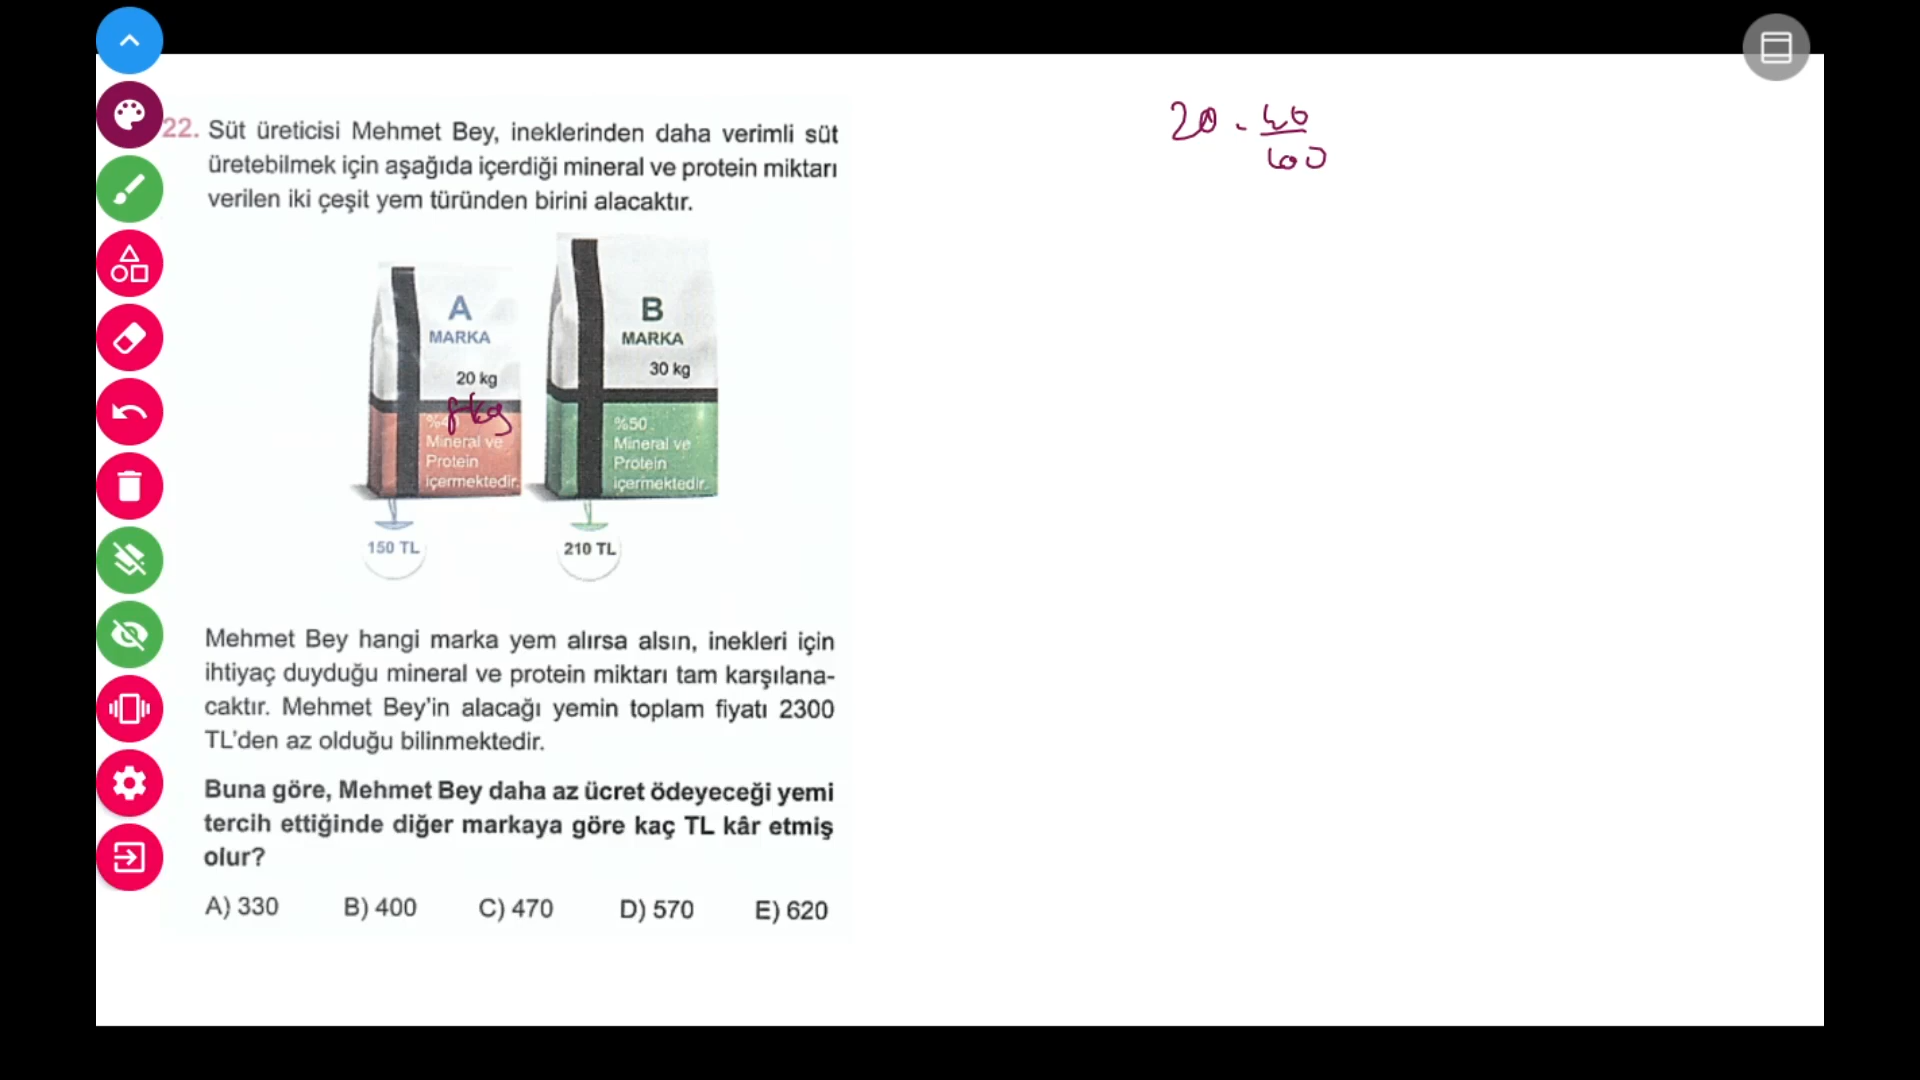 22. Süt üreticisi Mehmet Bey, ineklerinden daha verimli süt
üretebilmek için aşağıda içerdiği mineral ve protein miktarı
verilen iki çeşit yem türünden birini alacaktır.
20 . 40
100
A
MARKA
20 kg
8kg
Mineral ve
Protein
içermektedir.
150 TL
B
MARKA
30 kg
%50
Mineral ve
Protein
içermektedir.
210 TL
Mehmet Bey hangi marka yem alırsa alsın, inekleri için
ihtiyaç duyduğu mineral ve protein miktarı tam karşılana-
caktır. Mehmet Bey'in alacağı yemin toplam fiyatı 2300
TL'den az olduğu bilinmektedir.
Buna göre, Mehmet Bey daha az ücret ödeyeceği yemi
tercih ettiğinde diğer markaya göre kaç TL kâr etmiş
olur?
A) 330 B) 400 C) 470 D) 570 E) 620